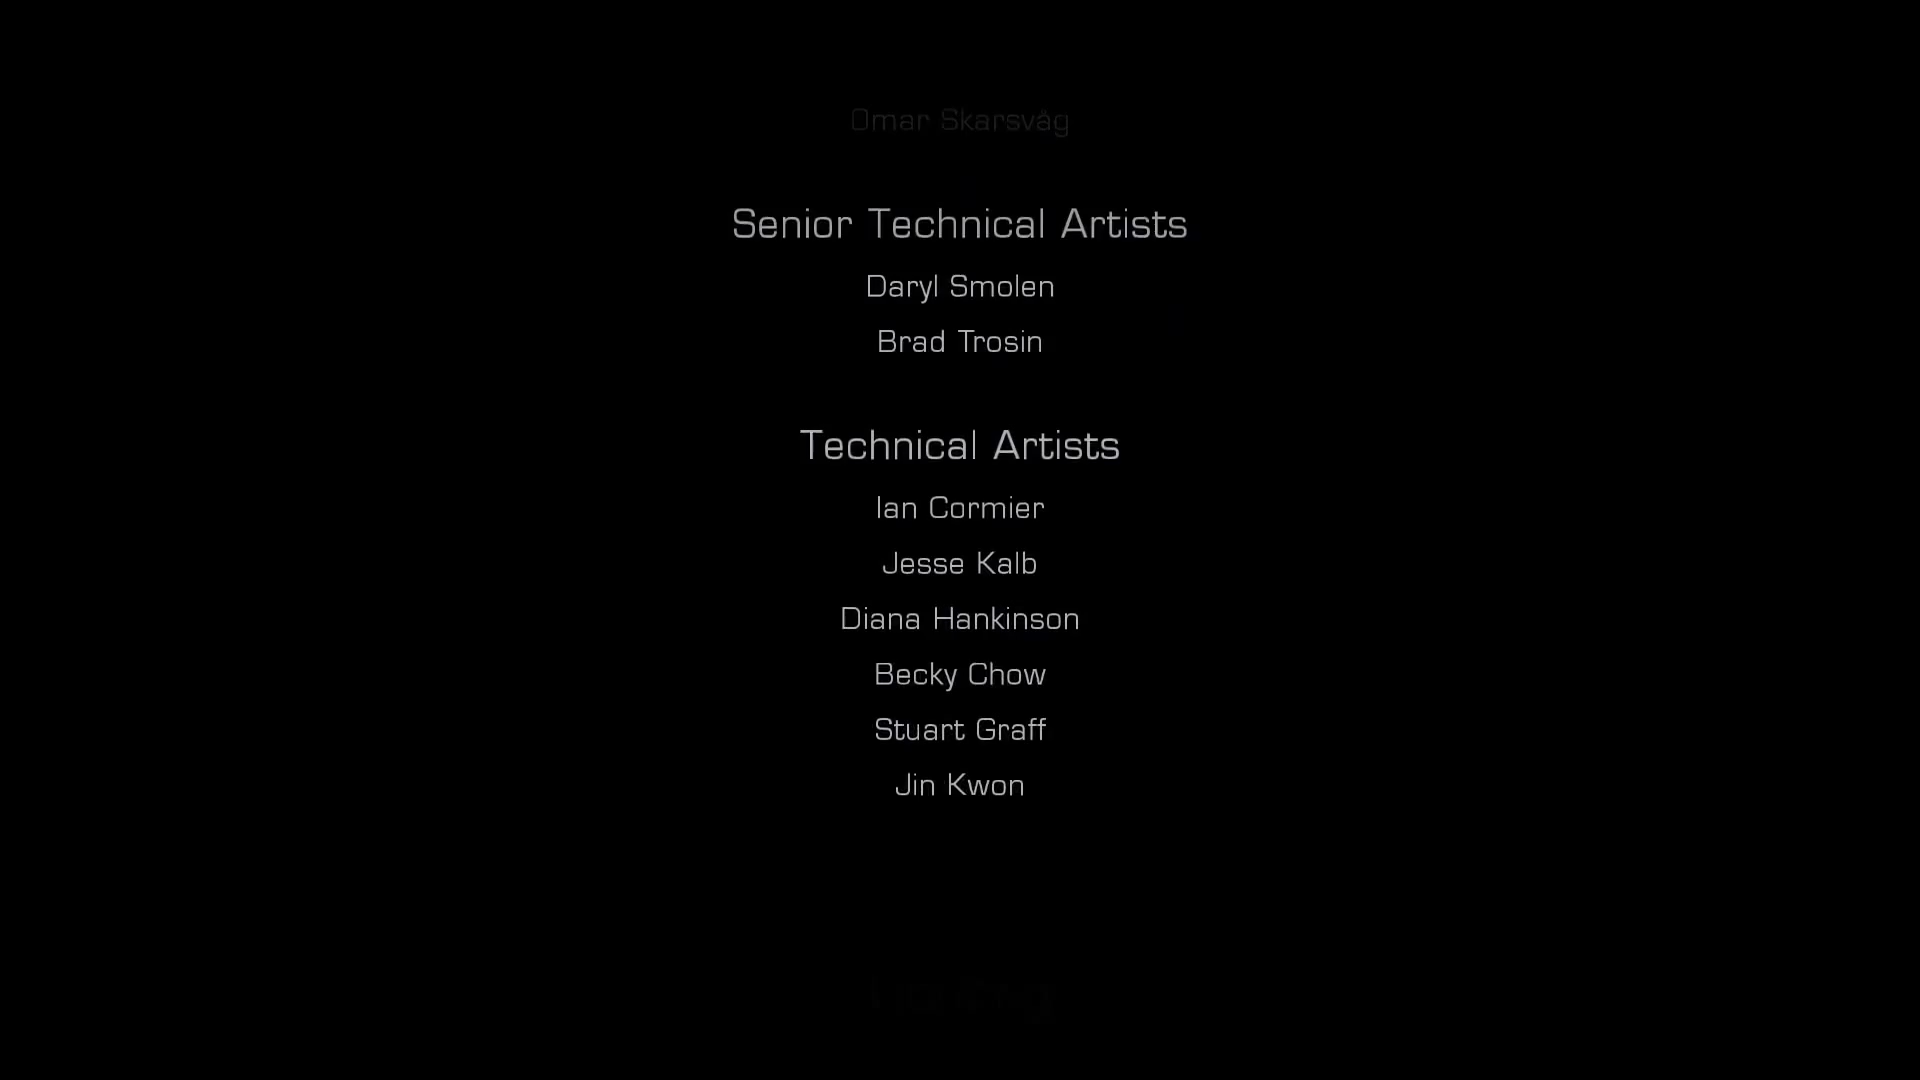 Omar Skarsvåg
Senior Technical Artists
Daryl Smolen
Brad Trosin
Technical Artists
Ian Cormier
Jesse Kalb
Diana Hankinson
Becky Chow
Stuart Graff
Jin Kwon